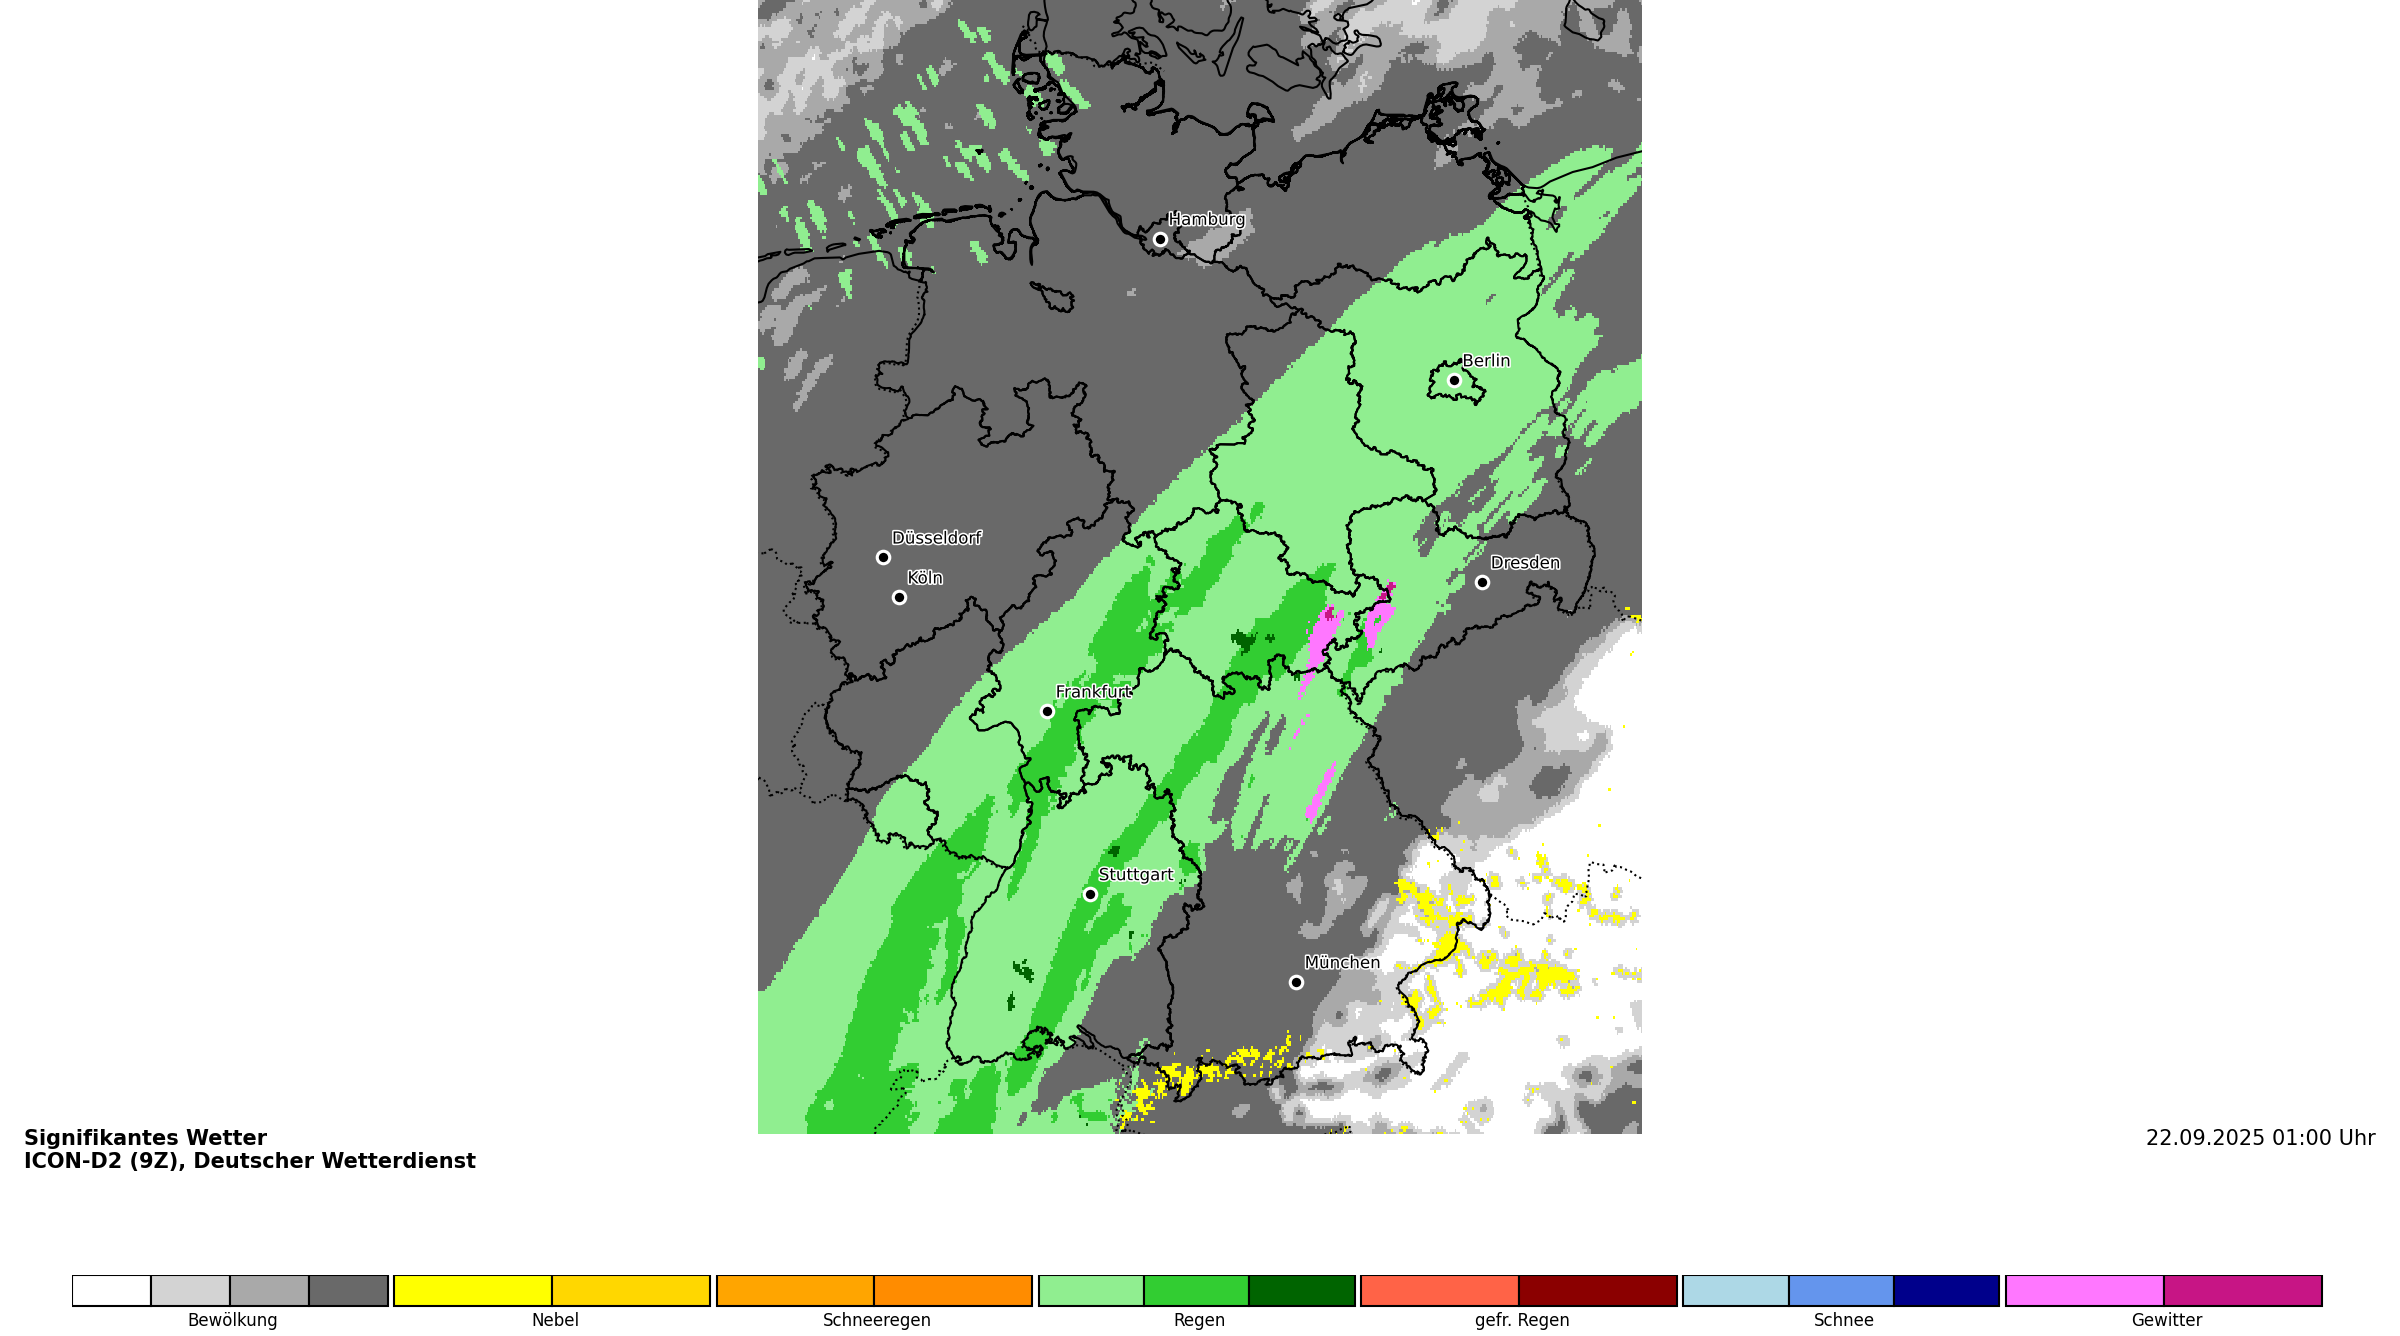 Hamburg
Berlin
Düsseldorf
Köln
Dresden
Frankfurt
Stuttgart
München
Signifikantes Wetter
ICON-D2 (9Z), Deutscher Wetterdienst
22.09.2025 01:00 Uhr
Bewölkung
Nebel
Schneeregen
Regen
gefr. Regen
Schnee
Gewitter